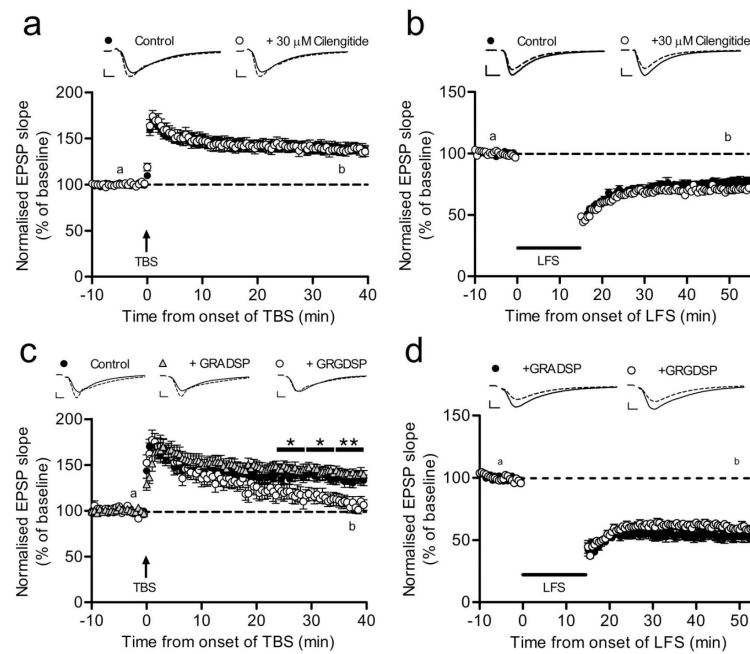 a
Control
+ 30 μM Cilengitide
Normalised EPSP slope
(% of baseline)
200
150
100
50
0
a
b
TBS
-10 0 10 20 30 40
Time from onset of TBS (min)
b
Control
+30 μM Cilengitide
Normalised EPSP slope
(% of baseline)
150
100
50
0
a
b
LFS
-10 0 10 20 30 40 50
Time from onset of LFS (min)
c
Control
+ GRADSP
+ GRGDSP
Normalised EPSP slope
(% of baseline)
200
150
100
50
0
* * **
a
b
TBS
-10 0 10 20 30 40
Time from onset of TBS (min)
d
+GRADSP
+GRGDSP
Normalised EPSP slope
(% of baseline)
150
100
50
0
a
b
LFS
-10 0 10 20 30 40 50
Time from onset of LFS (min)